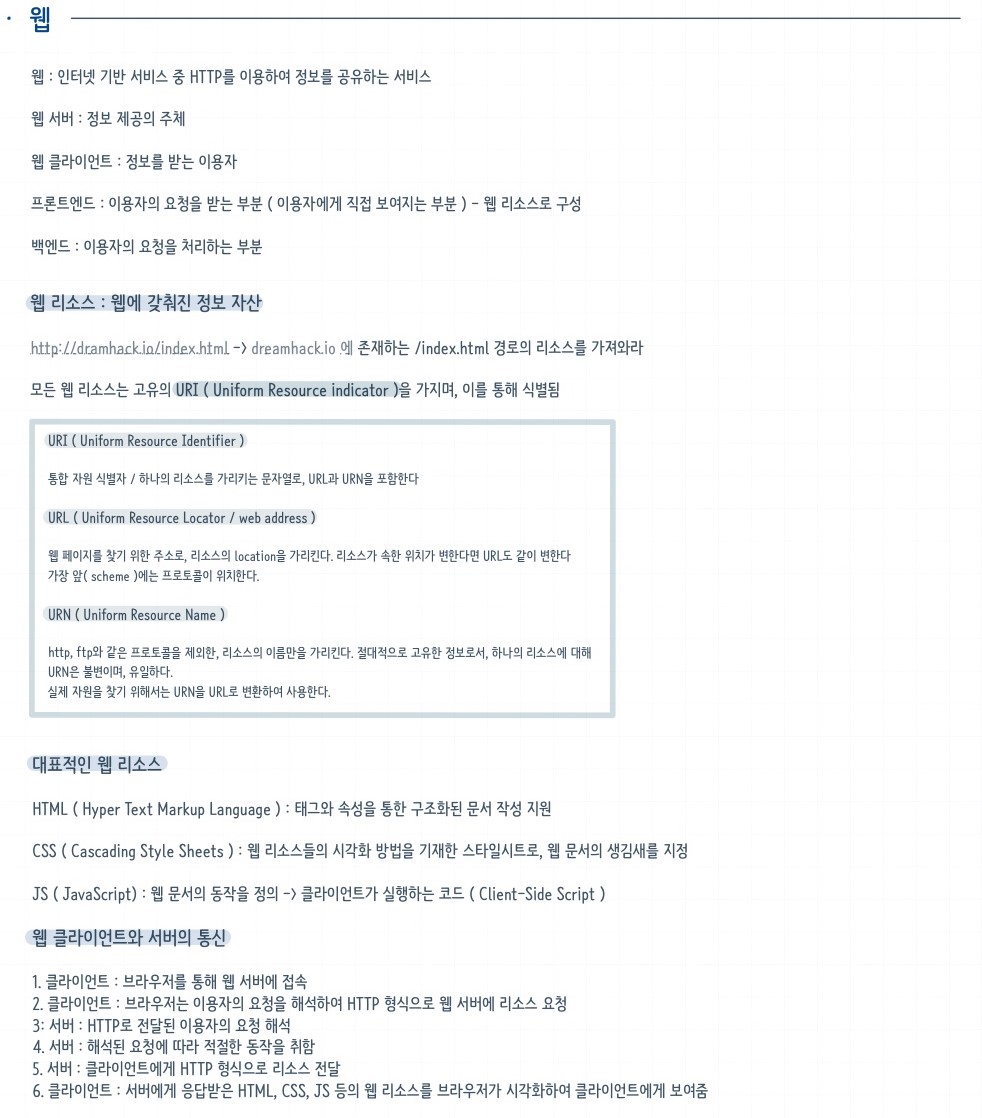 · 웹
웹 : 인터넷 기반 서비스 중 HTTP를 이용하여 정보를 공유하는 서비스
웹 서버 : 정보 제공의 주체
웹 클라이언트 : 정보를 받는 이용자
프론트엔드 : 이용자의 요청을 받는 부분 ( 이용자에게 직접 보여지는 부분 ) - 웹 리소스로 구성
백엔드 : 이용자의 요청을 처리하는 부분
웹 리소스 : 웹에 갖춰진 정보 자산
http://dramhack.io/index.html -> dreamhack.io 에 존재하는 /index.html 경로의 리소스를 가져와라
모든 웹 리소스는 고유의 URI ( Uniform Resource indicator )을 가지며, 이를 통해 식별됨
URI ( Uniform Resource Identifier )
통합 자원 식별자 / 하나의 리소스를 가리키는 문자열로, URL과 URN을 포함한다
URL ( Uniform Resource Locator / web address )
웹 페이지를 찾기 위한 주소로, 리소스의 location을 가리킨다. 리소스가 속한 위치가 변한다면 URL도 같이 변한다
가장 앞( scheme )에는 프로토콜이 위치한다.
URN ( Uniform Resource Name )
http, ftp와 같은 프로토콜을 제외한, 리소스의 이름만을 가리킨다. 절대적으로 고유한 정보로서, 하나의 리소스에 대해
URN은 불변이며, 유일하다.
실제 자원을 찾기 위해서는 URN을 URL로 변환하여 사용한다.
대표적인 웹 리소스
HTML ( Hyper Text Markup Language ) : 태그와 속성을 통한 구조화된 문서 작성 지원
CSS ( Cascading Style Sheets ) : 웹 리소스들의 시각화 방법을 기재한 스타일시트로, 웹 문서의 생김새를 지정
JS ( JavaScript) : 웹 문서의 동작을 정의 -> 클라이언트가 실행하는 코드 ( Client-Side Script )
웹 클라이언트와 서버의 통신
1. 클라이언트 : 브라우저를 통해 웹 서버에 접속
2. 클라이언트 : 브라우저는 이용자의 요청을 해석하여 HTTP 형식으로 웹 서버에 리소스 요청
3: 서버 : HTTP로 전달된 이용자의 요청 해석
4. 서버 : 해석된 요청에 따라 적절한 동작을 취함
5. 서버 : 클라이언트에게 HTTP 형식으로 리소스 전달
6. 클라이언트 : 서버에게 응답받은 HTML, CSS, JS 등의 웹 리소스를 브라우저가 시각화하여 클라이언트에게 보여줌